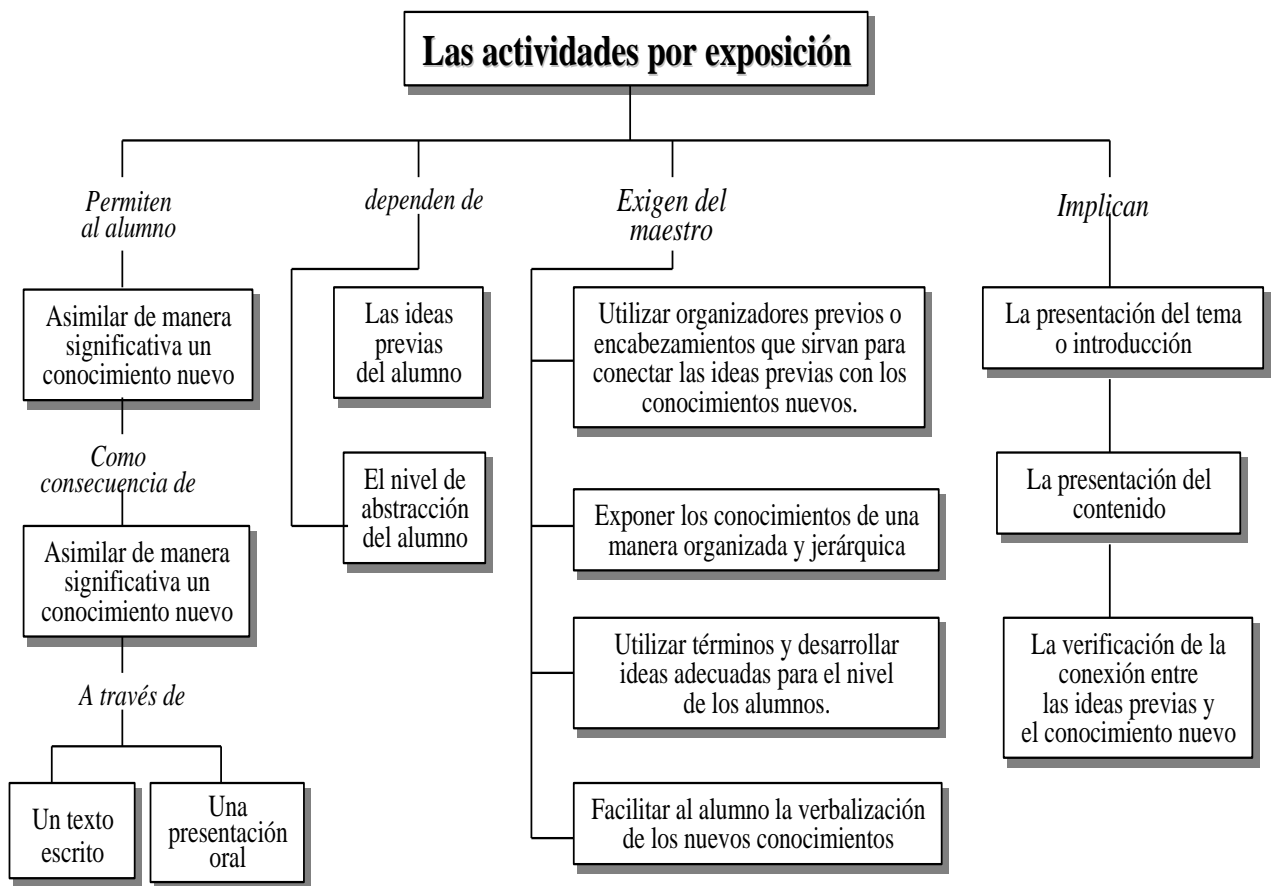 Las actividades por exposición
Permiten
al alumno
Asimilar de manera
significativa un
conocimiento nuevo
Como
consecuencia de
Asimilar de manera
significativa un
conocimiento nuevo
A través de
Un texto
escrito
Una
presentación
oral
dependen de
Las ideas
previas
del alumno
El nivel de
abstracción
del alumno
Exigen del
maestro
Utilizar organizadores previos o
encabezamientos que sirvan para
conectar las ideas previas con los
conocimientos nuevos.
Exponer los conocimientos de una
manera organizada y jerárquica
Utilizar términos y desarrollar
ideas adecuadas para el nivel
de los alumnos.
Facilitar al alumno la verbalización
de los nuevos conocimientos
Implican
La presentación del tema
o introducción
La presentación del
contenido
La verificación de la
conexión entre
las ideas previas y
el conocimiento nuevo